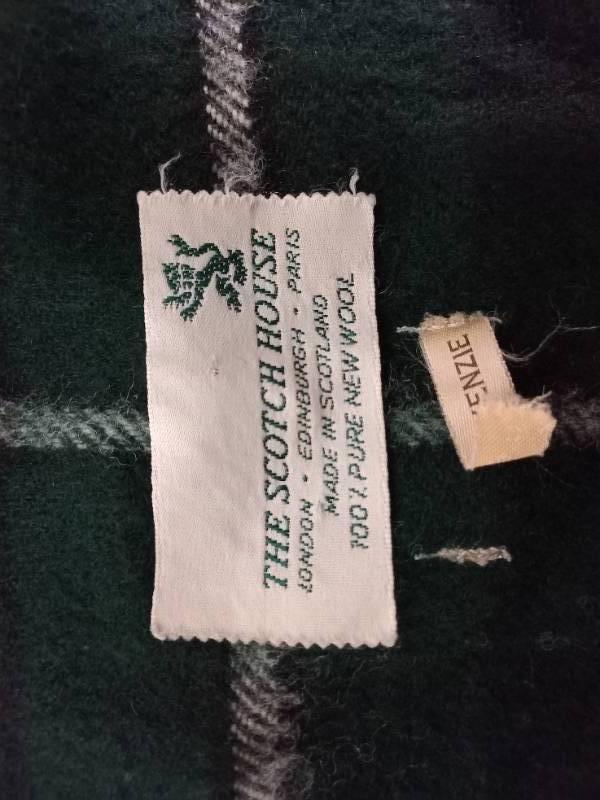 THE SCOTCH HOUSE
LONDON • EDINBURGH • PARIS
MADE IN SCOTLAND
100% PURE NEW WOOL
ENZIE